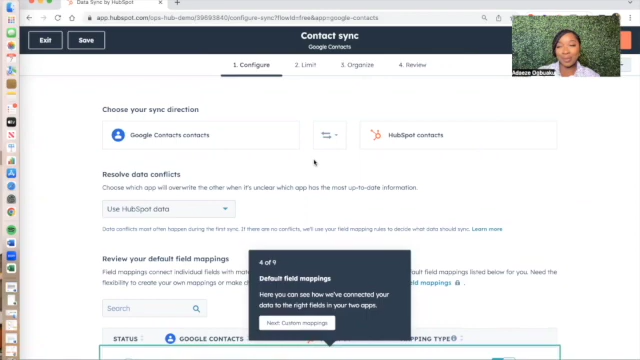 Data Sync by HubSpot
app.hubspot.com/ops-hub-demo/39693840/configure-sync?flowId=free&app=google-contacts
Exit
Save
Contact sync
Google Contacts
Adaeze Ogbuaku
1. Configure
2. Limit
3. Organize
4. Review
Choose your sync direction
Google Contacts contacts
HubSpot contacts
Resolve data conflicts
Choose which app will overwrite the other when it's unclear which app has the most up-to-date information.
Use HubSpot data
Data conflicts most often happen during the first sync. If there are no conflicts, we'll use your field mapping rules to decide what data should sync. Learn more
Review your default field mappings
Field mappings connect individual fields with
default field mappings listed below for you. Need
the flexibility to create your own mappings or
field mappings
4 of 9
Default field mappings
Here you can see how we've connected your
data to the right fields in your two apps.
Next: Custom mappings
Search
STATUS
GOOGLE CONTACTS
MAPPING TYPE